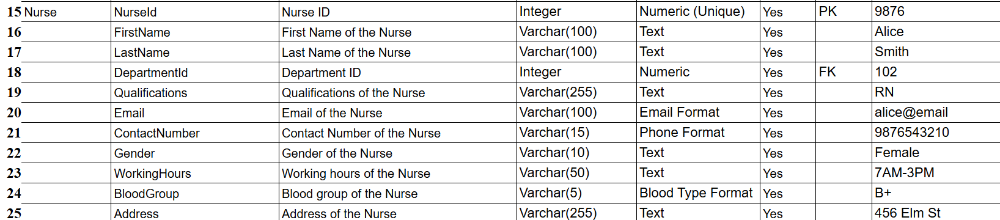 15 Nurse NurseId Nurse ID Integer Numeric (Unique) Yes PK 9876
16 FirstName First Name of the Nurse Varchar(100) Text Yes Alice
17 LastName Last Name of the Nurse Varchar(100) Text Yes Smith
18 DepartmentId Department ID Integer Numeric Yes FK 102
19 Qualifications Qualifications of the Nurse Varchar(255) Text Yes RN
20 Email Email of the Nurse Varchar(100) Email Format Yes alice@email
21 ContactNumber Contact Number of the Nurse Varchar(15) Phone Format Yes 9876543210
22 Gender Gender of the Nurse Varchar(10) Text Yes Female
23 WorkingHours Working hours of the Nurse Varchar(50) Text Yes 7AM-3PM
24 BloodGroup Blood group of the Nurse Varchar(5) Blood Type Format Yes B+
25 Address Address of the Nurse Varchar(255) Text Yes 456 Elm St